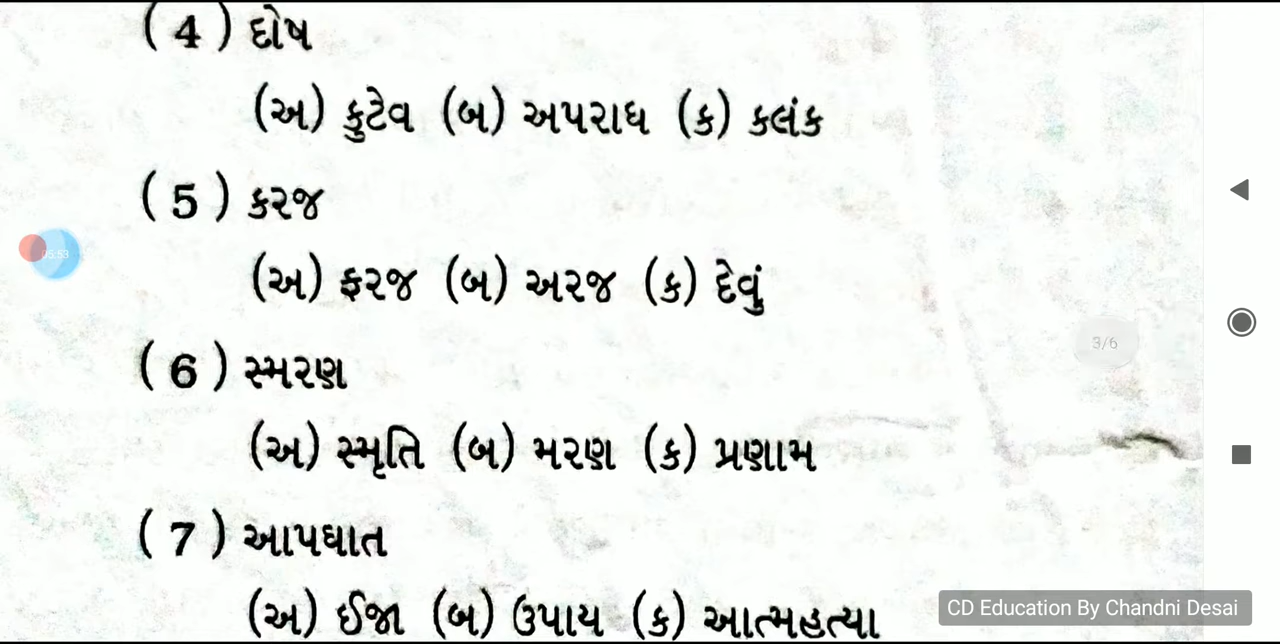 ( 4 ) દોષ
(અ) કુટેવ (બ) અપરાધ (ક) કલંક
( 5 ) કરજ
(અ) ફરજ (બ) અરજ (ક) દેવું
3/6
( 6 ) સ્મરણ
(અ) સ્મૃતિ (બ) મરણ (ક) પ્રણામ
( 7 ) આપઘાત
(અ) ઈજા (બ) ઉપાય (ક) આત્મહત્યા
CD Education By Chandni Desai